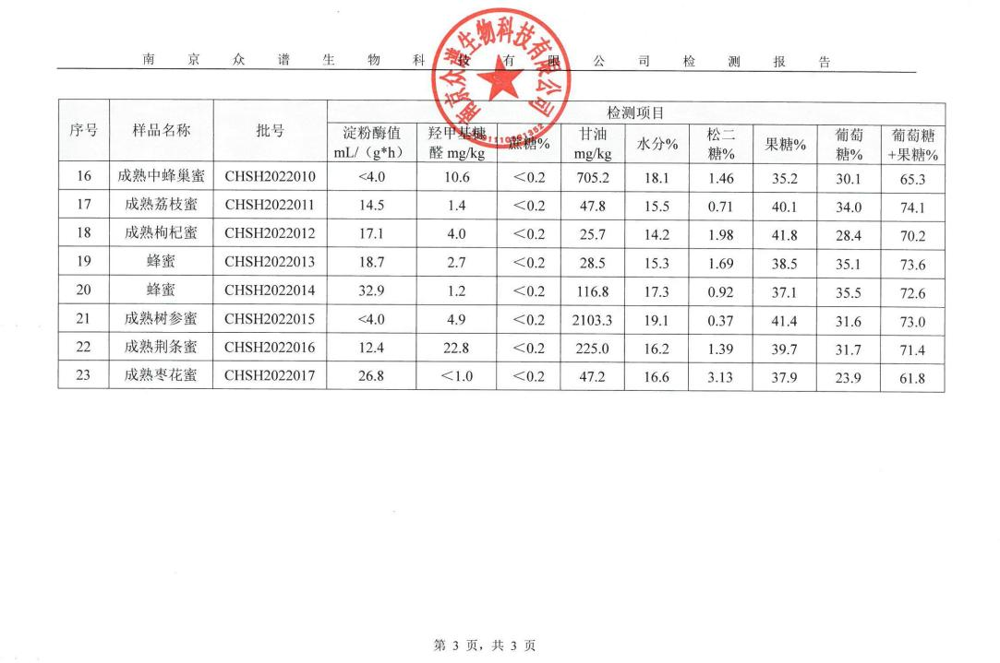 南京众谱生物科技有限公司
南京众谱生物科技有限公司检测报告
序号 样品名称 批号 检测项目
淀粉酶值 mL/（g*h） 羟甲基糠醛 mg/kg 蔗糖% 甘油 mg/kg 水分% 松二糖% 果糖% 葡萄糖% 葡萄糖+果糖%
16 成熟中蜂巢蜜 CHSH2022010 <4.0 10.6 ＜0.2 705.2 18.1 1.46 35.2 30.1 65.3
17 成熟荔枝蜜 CHSH2022011 14.5 1.4 ＜0.2 47.8 15.5 0.71 40.1 34.0 74.1
18 成熟枸杞蜜 CHSH2022012 17.1 4.0 ＜0.2 25.7 14.2 1.98 41.8 28.4 70.2
19 蜂蜜 CHSH2022013 18.7 2.7 ＜0.2 28.5 15.3 1.69 38.5 35.1 73.6
20 蜂蜜 CHSH2022014 32.9 1.2 ＜0.2 116.8 17.3 0.92 37.1 35.5 72.6
21 成熟树参蜜 CHSH2022015 <4.0 4.9 ＜0.2 2103.3 19.1 0.37 41.4 31.6 73.0
22 成熟荆条蜜 CHSH2022016 12.4 22.8 ＜0.2 225.0 16.2 1.39 39.7 31.7 71.4
23 成熟枣花蜜 CHSH2022017 26.8 ＜1.0 ＜0.2 47.2 16.6 3.13 37.9 23.9 61.8
第 3 页，共 3 页